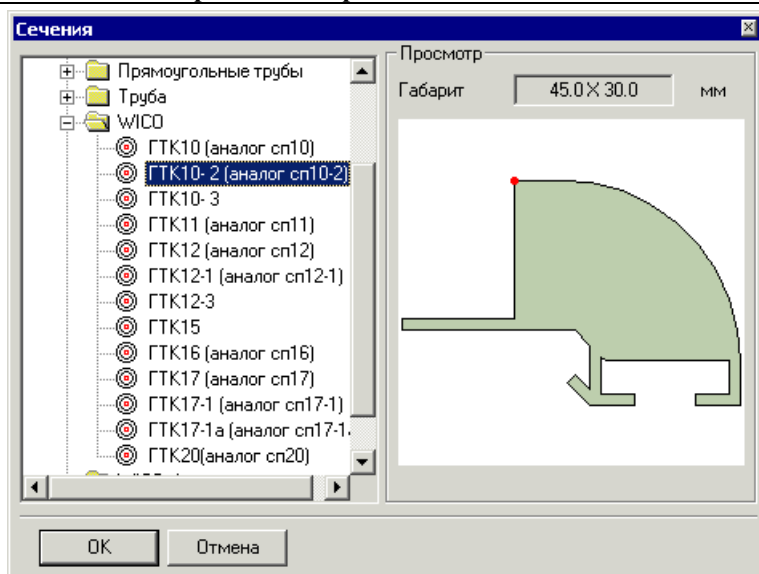 Сечения
Прямоугольные трубы
Труба
WICO
ГТК10 (аналог сп10)
ГТК10- 2 (аналог сп10-2)
ГТК10- 3
ГТК11 (аналог сп11)
ГТК12 (аналог сп12)
ГТК12-1 (аналог сп12-1)
ГТК12-3
ГТК15
ГТК16 (аналог сп16)
ГТК17 (аналог сп17)
ГТК17-1 (аналог сп17-1)
ГТК17-1а (аналог сп17-1
ГТК20(аналог сп20)
Просмотр
Габарит 45.0 X 30.0 мм
OK Отмена